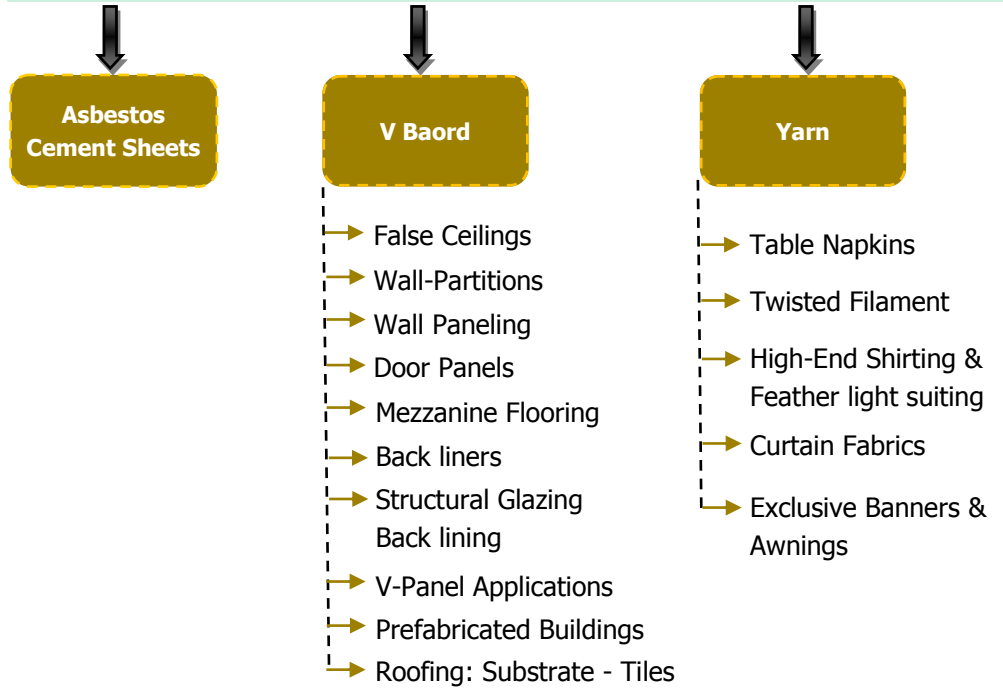 Asbestos
Cement Sheets
V Baord
False Ceilings
Wall-Partitions
Wall Paneling
Door Panels
Mezzanine Flooring
Back liners
Structural Glazing
Back lining
V-Panel Applications
Prefabricated Buildings
Roofing: Substrate - Tiles
Yarn
Table Napkins
Twisted Filament
High-End Shirting &
Feather light suiting
Curtain Fabrics
Exclusive Banners &
Awnings